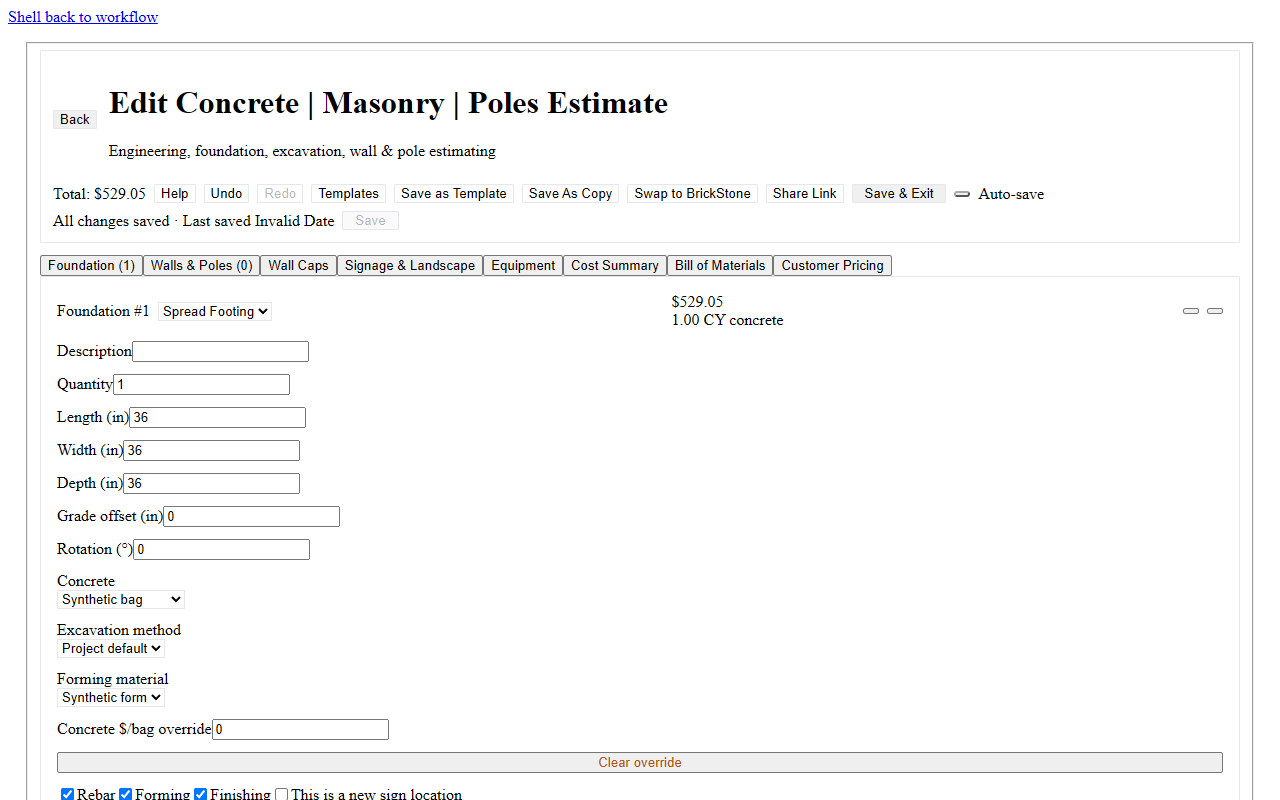 Shell back to workflow
Back
Edit Concrete | Masonry | Poles Estimate
Engineering, foundation, excavation, wall & pole estimating
Total: $529.05 Help Undo Redo Templates Save as Template Save As Copy Swap to BrickStone Share Link Save & Exit Auto-save
All changes saved · Last saved Invalid Date Save
Foundation (1) Walls & Poles (0) Wall Caps Signage & Landscape Equipment Cost Summary Bill of Materials Customer Pricing
Foundation #1 Spread Footing
$529.05
1.00 CY concrete
Description
Quantity 1
Length (in) 36
Width (in) 36
Depth (in) 36
Grade offset (in) 0
Rotation (°) 0
Concrete
Synthetic bag
Excavation method
Project default
Forming material
Synthetic form
Concrete $/bag override 0
Clear override
Rebar Forming Finishing This is a new sign location